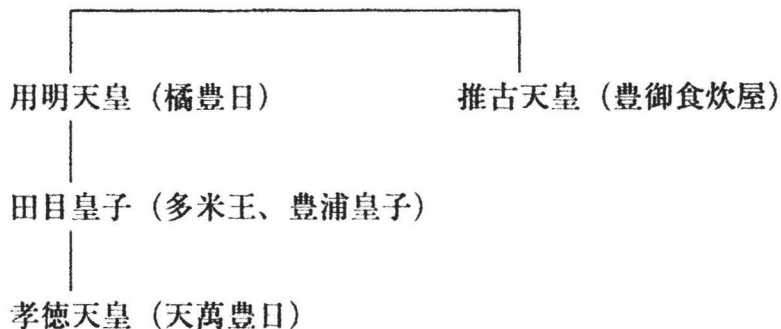 用明天皇（橘豊日）　推古天皇（豊御食炊屋）
田目皇子（多米王、豊浦皇子）
孝徳天皇（天萬豊日）